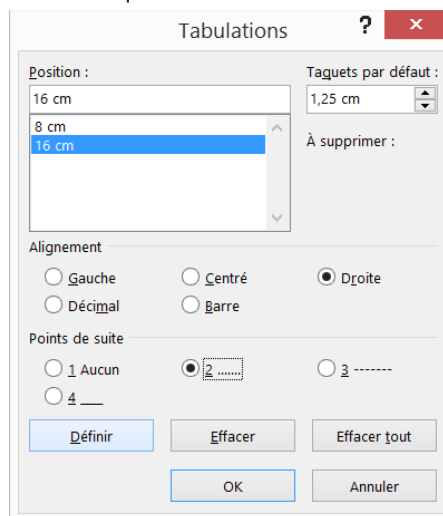 Tabulations ? ×
Position : Taquets par défaut :
16 cm 1,25 cm
8 cm
16 cm
À supprimer :
Alignement
Gauche Centré Droite
Décimal Barre
Points de suite
1 Aucun 2 ....... 3 -------
4 ___
Définir Effacer Effacer tout
OK Annuler